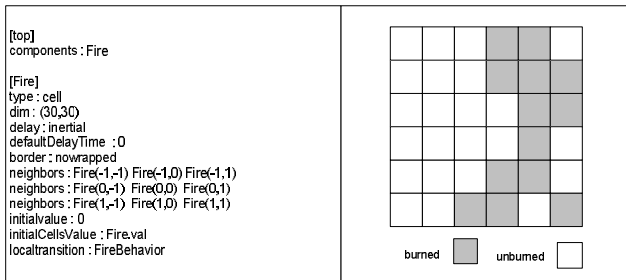 [top]
components : Fire
[Fire]
type : cell
dim : (30,30)
delay : inertial
defaultDelayTime : 0
border : nowrapped
neighbors : Fire(-1,-1) Fire(-1,0) Fire(-1,1)
neighbors : Fire(0,-1) Fire(0,0) Fire(0,1)
neighbors : Fire(1,-1) Fire(1,0) Fire(1,1)
initialvalue : 0
initialCellsValue : Fire.val
localtransition : FireBehavior
burned unburned